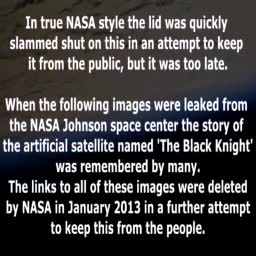 In true NASA style the lid was quickly
slammed shut on this in an attempt to keep
it from the public, but it was too late.
When the following images were leaked from
the NASA Johnson space center the story of
the artificial satellite named 'The Black Knight'
was remembered by many.
The links to all of these images were deleted
by NASA in January 2013 in a further attempt
to keep this from the people.